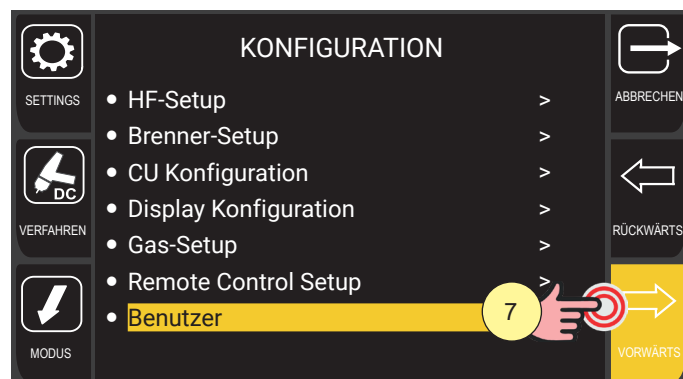 KONFIGURATION
SETTINGS
VERFAHREN
DC
MODUS
• HF-Setup >
• Brenner-Setup >
• CU Konfiguration >
• Display Konfiguration >
• Gas-Setup >
• Remote Control Setup >
• Benutzer
7
ABBRECHEN
RÜCKWÄRTS
VORWÄRTS